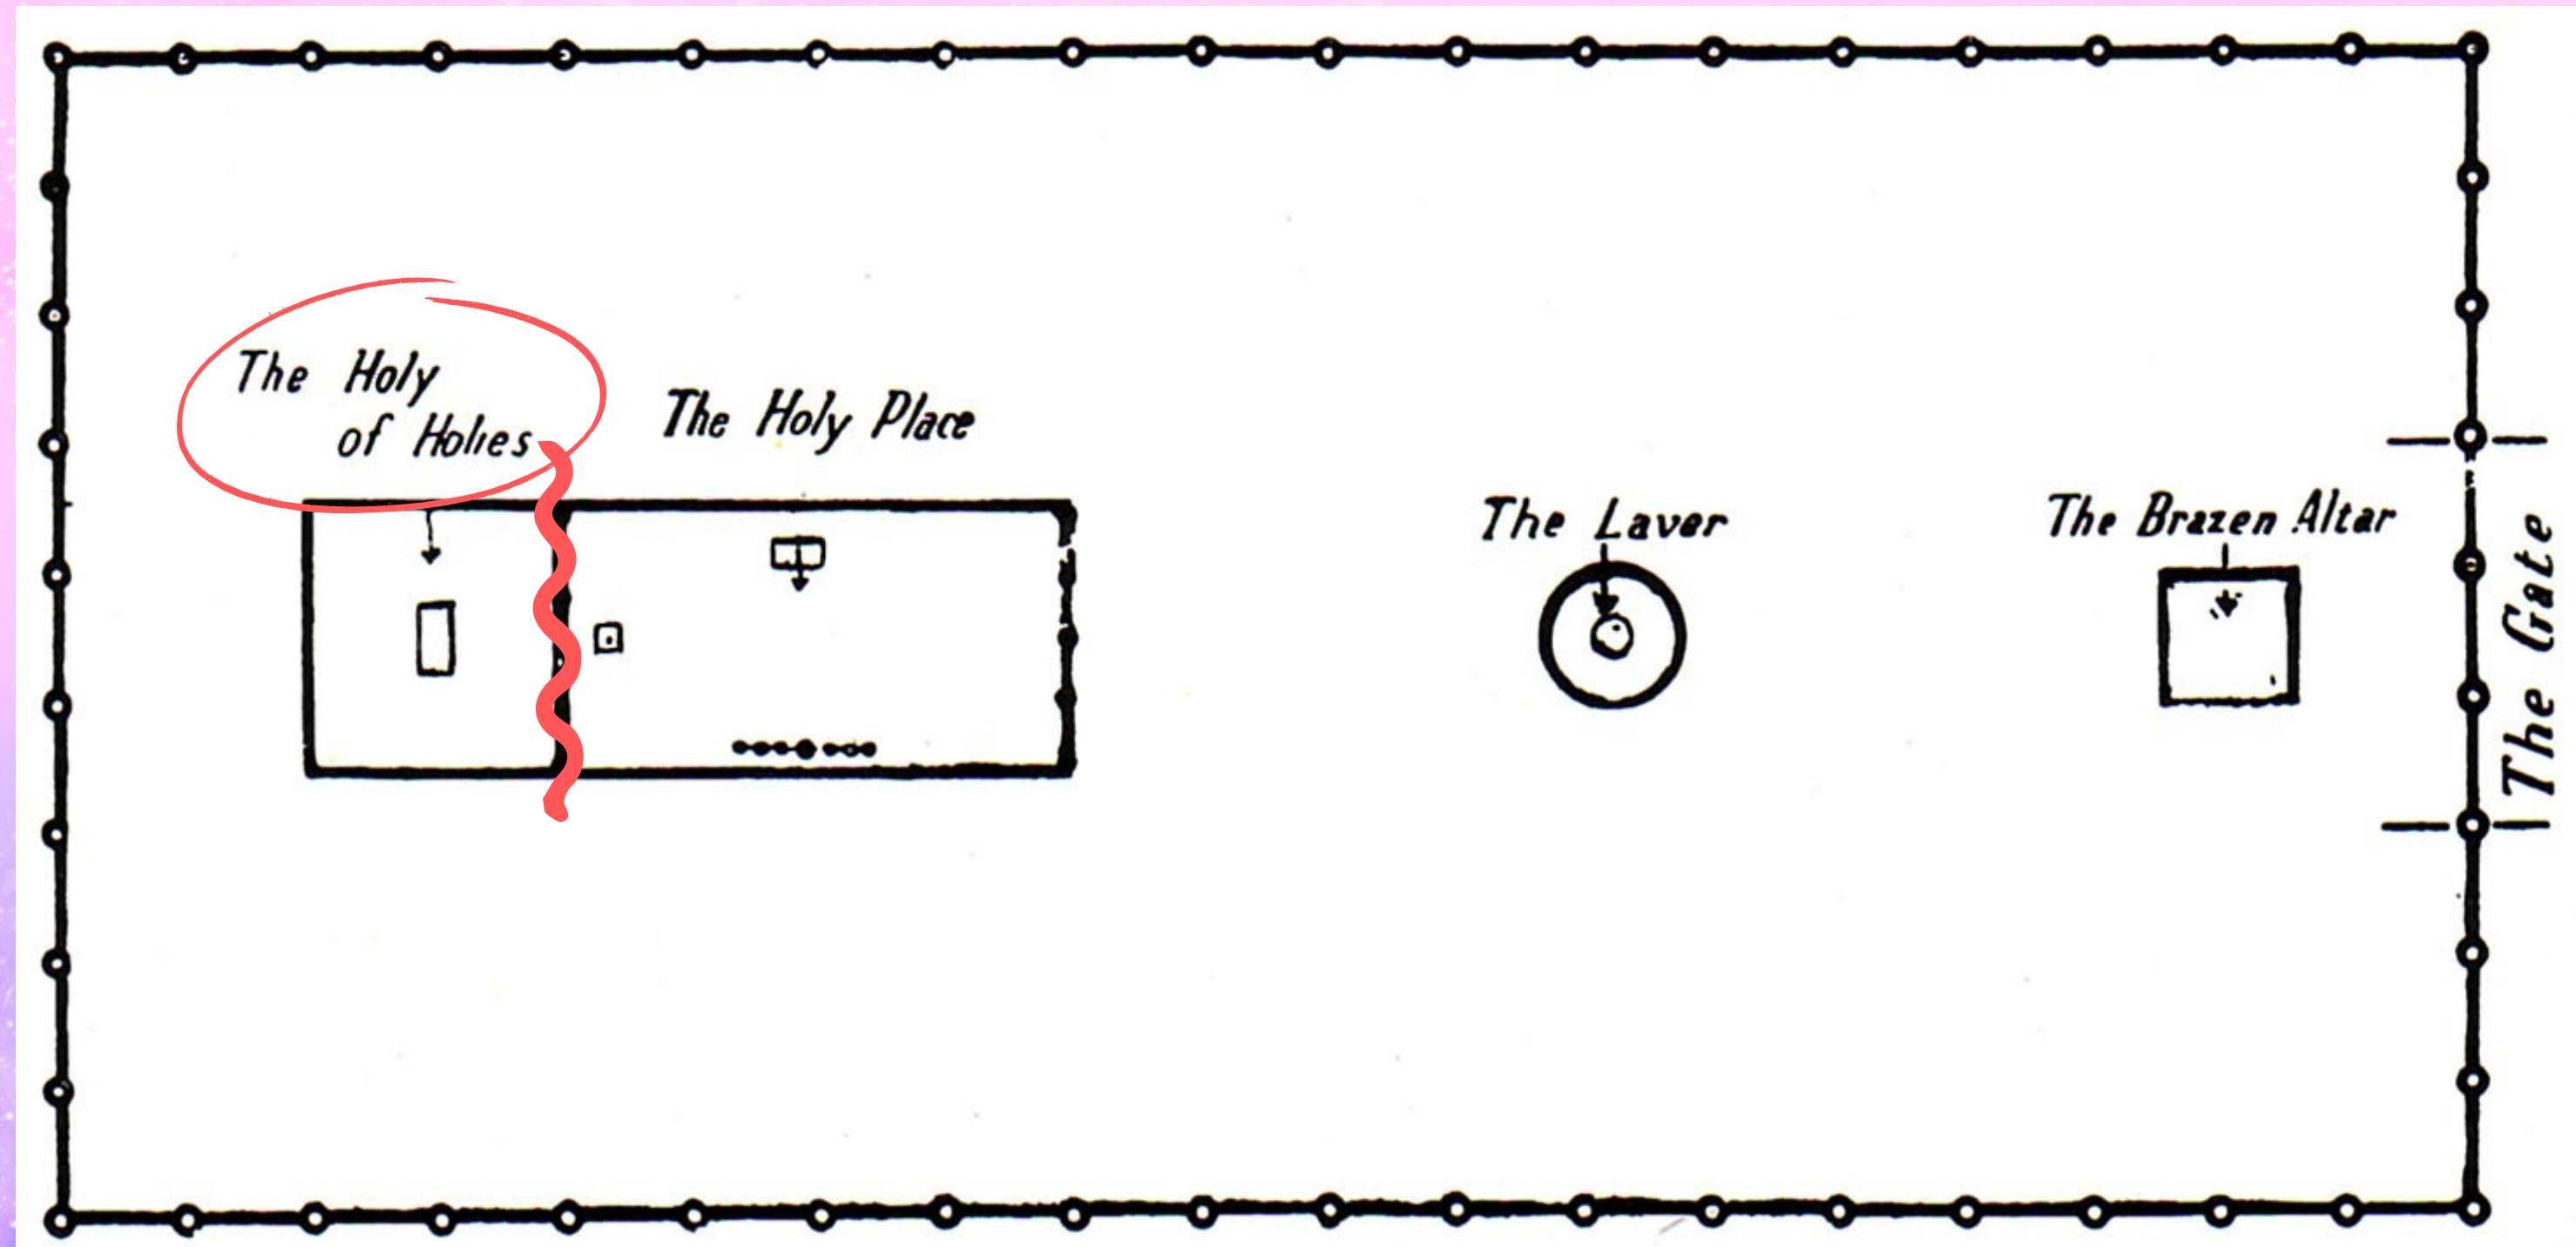 The Holy
of Holies
The Holy Place
The Laver
The Brazen Altar
The Gate